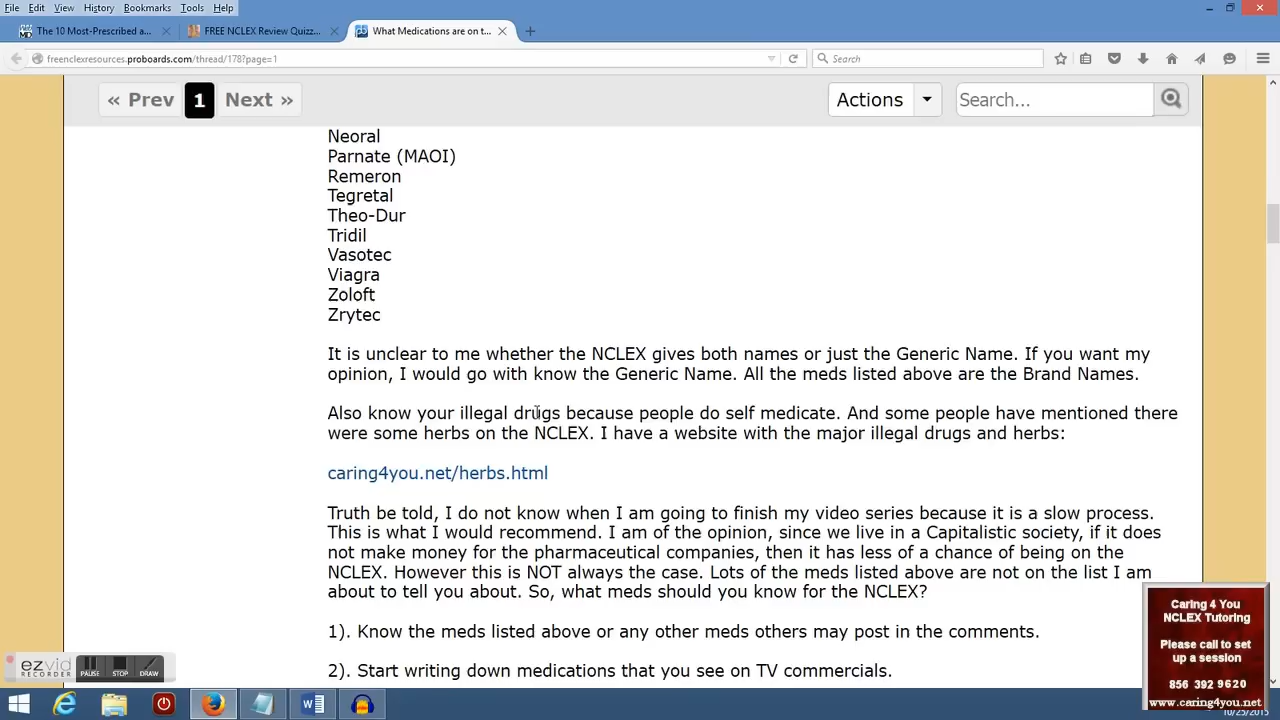 File Edit View History Bookmarks Tools Help
The 10 Most-Prescribed a... FREE NCLEX Review Quizz... What Medications are on t...
freenclexresources.proboards.com/thread/178?page=1 Search
« Prev 1 Next » Actions Search...
Neoral
Parnate (MAOI)
Remeron
Tegretal
Theo-Dur
Tridil
Vasotec
Viagra
Zoloft
Zrytec
It is unclear to me whether the NCLEX gives both names or just the Generic Name. If you want my
opinion, I would go with know the Generic Name. All the meds listed above are the Brand Names.
Also know your illegal drugs because people do self medicate. And some people have mentioned there
were some herbs on the NCLEX. I have a website with the major illegal drugs and herbs:
caring4you.net/herbs.html
Truth be told, I do not know when I am going to finish my video series because it is a slow process.
This is what I would recommend. I am of the opinion, since we live in a Capitalistic society, if it does
not make money for the pharmaceutical companies, then it has less of a chance of being on the
NCLEX. However this is NOT always the case. Lots of the meds listed above are not on the list I am
about to tell you about. So, what meds should you know for the NCLEX?
1). Know the meds listed above or any other meds others may post in the comments.
2). Start writing down medications that you see on TV commercials.
Caring 4 You
NCLEX Tutoring
Please call to set
up a session
856 392 9620
www.caring4you.net
ezvid
RECORDER
PAUSE STOP DRAW
10/25/2015